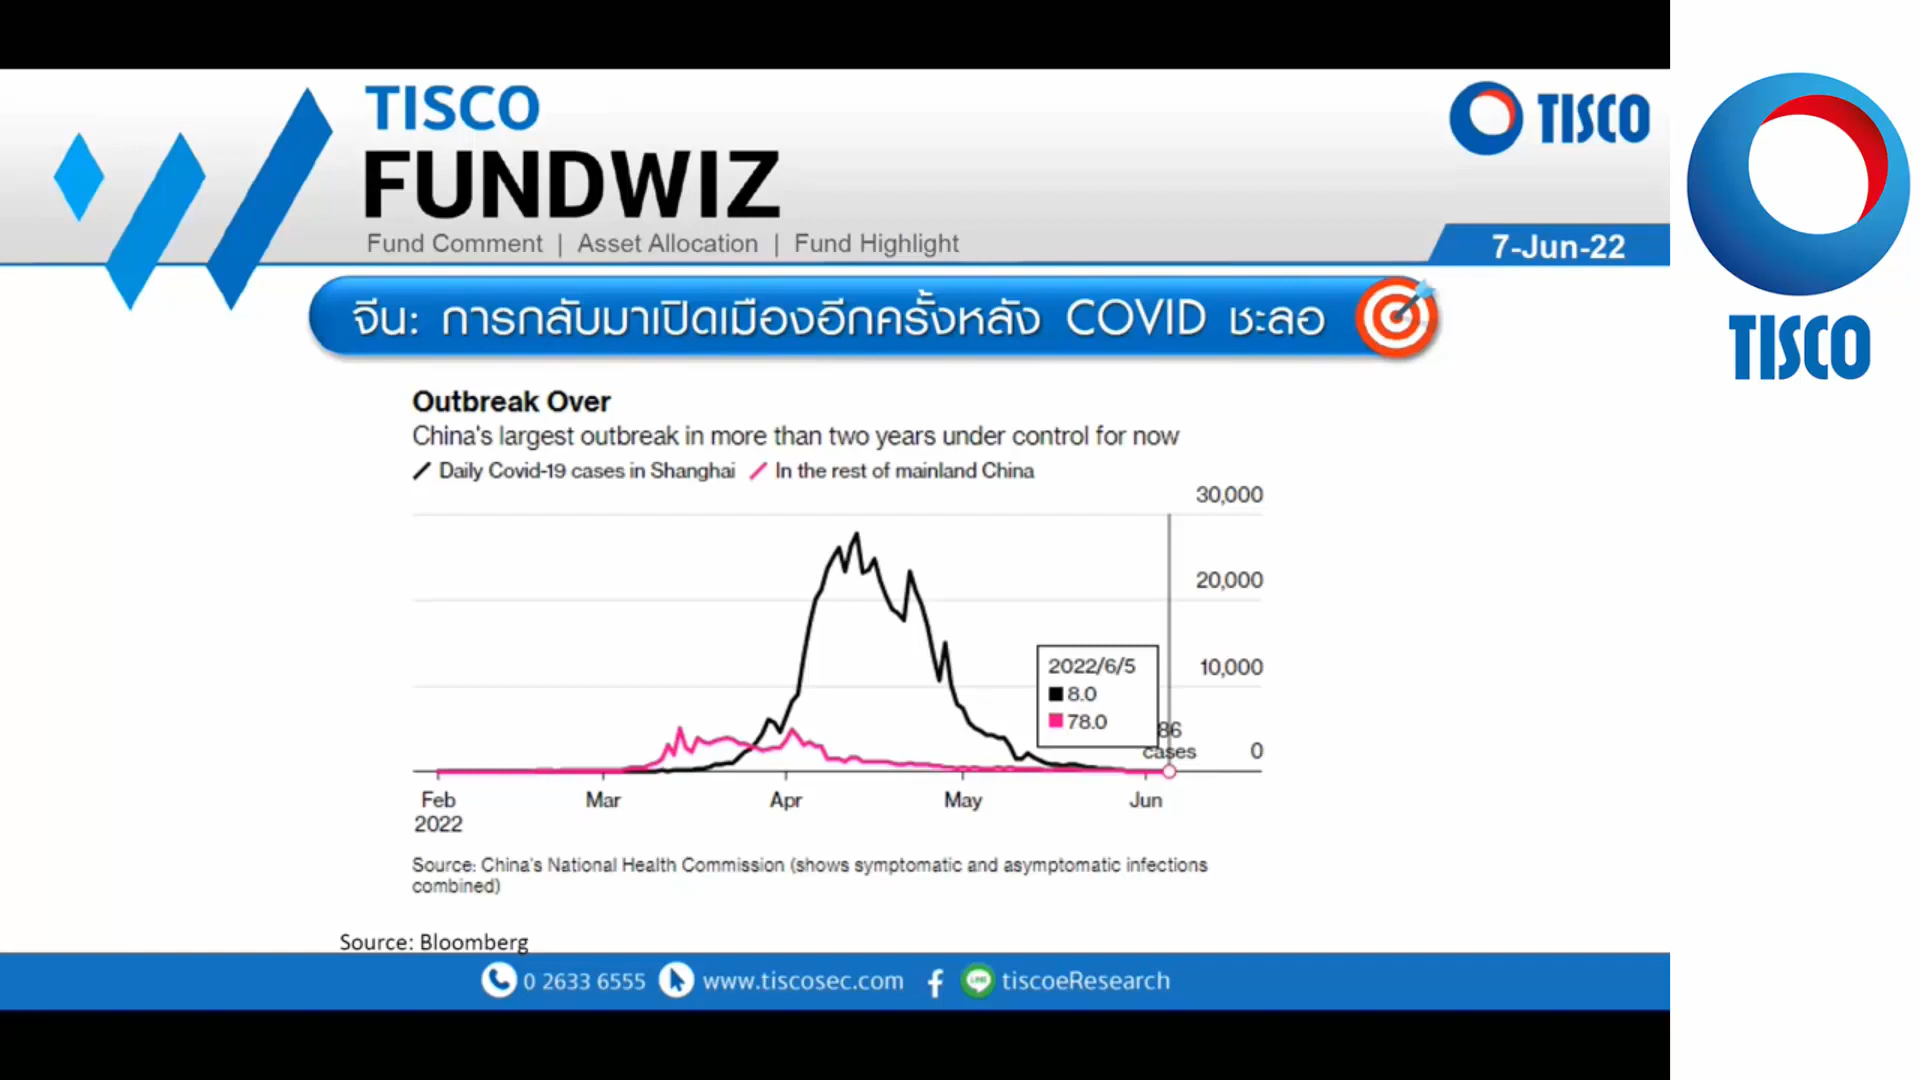 TISCO
FUNDWIZ
Fund Comment | Asset Allocation | Fund Highlight
TISCO
7-Jun-22
TISCO
จีน: การกลับมาเปิดเมืองอีกครั้งหลัง COVID ชะลอ
Outbreak Over
China's largest outbreak in more than two years under control for now
Daily Covid-19 cases in Shanghai In the rest of mainland China
30,000
20,000
10,000
0
2022/6/5
8.0
78.0
86
cases
Feb Mar Apr May Jun
2022
Source: China's National Health Commission (shows symptomatic and asymptomatic infections
combined)
Source: Bloomberg
0 2633 6555 www.tiscosec.com f LINE tiscoeResearch